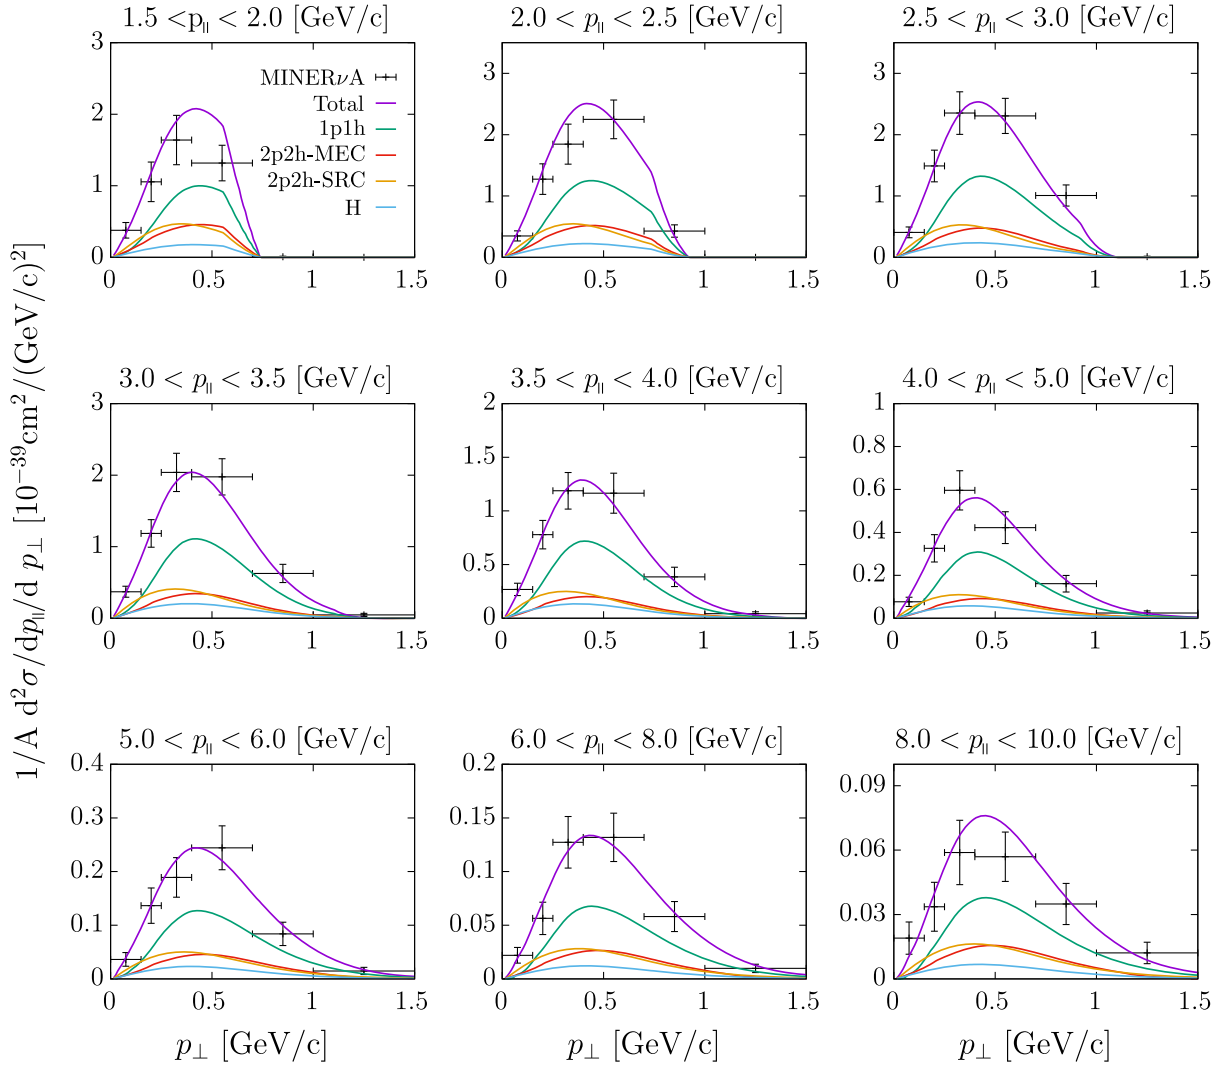 1.5 <p∥ < 2.0 [GeV/c]
2.0 < p∥ < 2.5 [GeV/c]
2.5 < p∥ < 3.0 [GeV/c]
3
2
1
0
0 0.5 1 1.5
MINERνA
Total
1p1h
2p2h-MEC
2p2h-SRC
H
3
2
1
0
0 0.5 1 1.5
3
2
1
0
0 0.5 1 1.5
1/A d²σ/dp∥/d p⊥ [10⁻³⁹cm²/(GeV/c)²]
3.0 < p∥ < 3.5 [GeV/c]
3.5 < p∥ < 4.0 [GeV/c]
4.0 < p∥ < 5.0 [GeV/c]
3
2
1
0
0 0.5 1 1.5
2
1.5
1
0.5
0
0 0.5 1 1.5
1
0.8
0.6
0.4
0.2
0
0 0.5 1 1.5
5.0 < p∥ < 6.0 [GeV/c]
6.0 < p∥ < 8.0 [GeV/c]
8.0 < p∥ < 10.0 [GeV/c]
0.4
0.3
0.2
0.1
0
0 0.5 1 1.5
0.2
0.15
0.1
0.05
0
0 0.5 1 1.5
0.09
0.06
0.03
0
0 0.5 1 1.5
p⊥ [GeV/c]
p⊥ [GeV/c]
p⊥ [GeV/c]